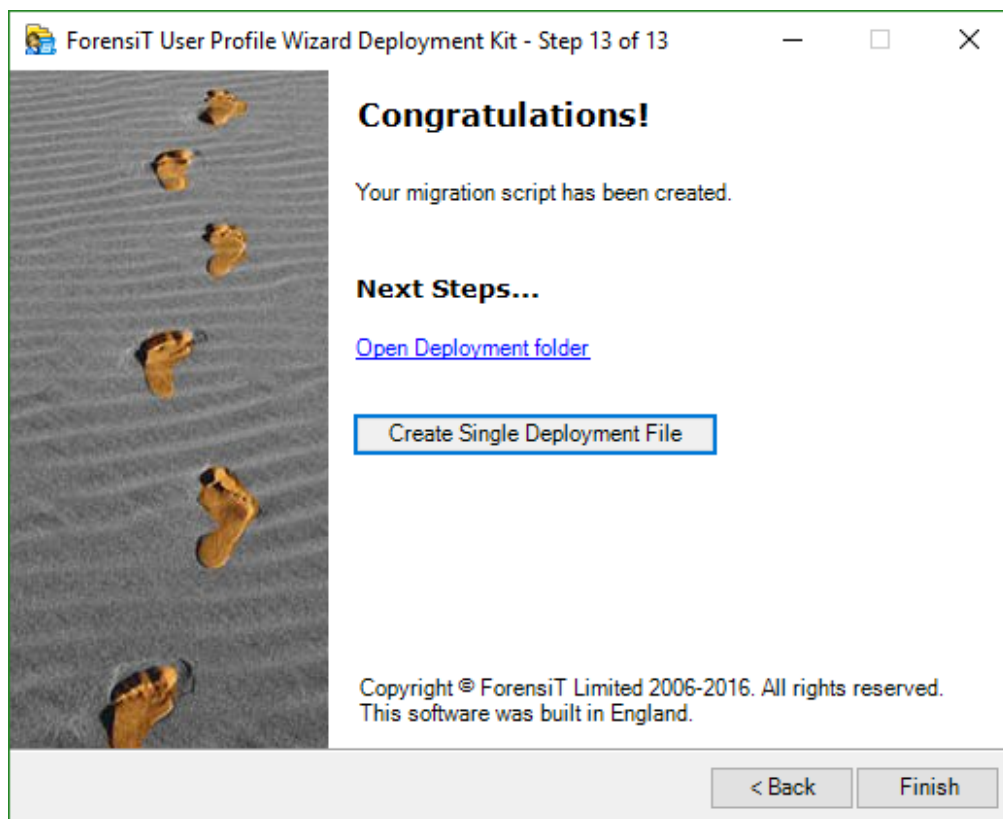 ForensiT User Profile Wizard Deployment Kit - Step 13 of 13
Congratulations!
Your migration script has been created.
Next Steps...
Open Deployment folder
Create Single Deployment File
Copyright © ForensiT Limited 2006-2016. All rights reserved.
This software was built in England.
< Back
Finish